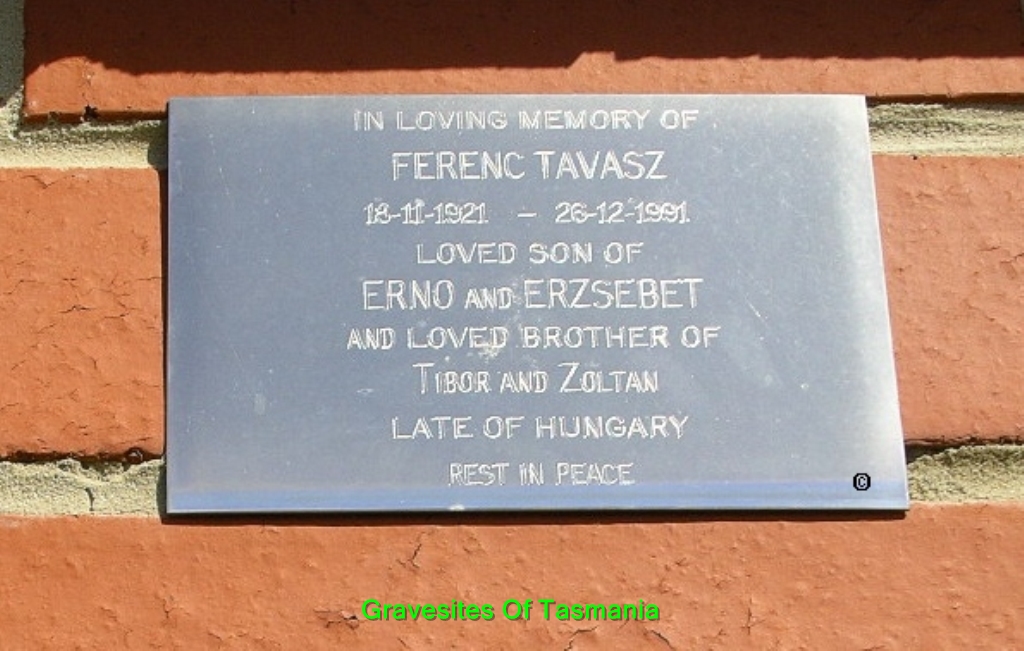 IN LOVING MEMORY OF
FERENC TAVASZ
18-11-1921 – 26-12-1991
LOVED SON OF
ERNO AND ERZSEBET
AND LOVED BROTHER OF
TIBOR AND ZOLTAN
LATE OF HUNGARY
REST IN PEACE
©
Gravesites Of Tasmania